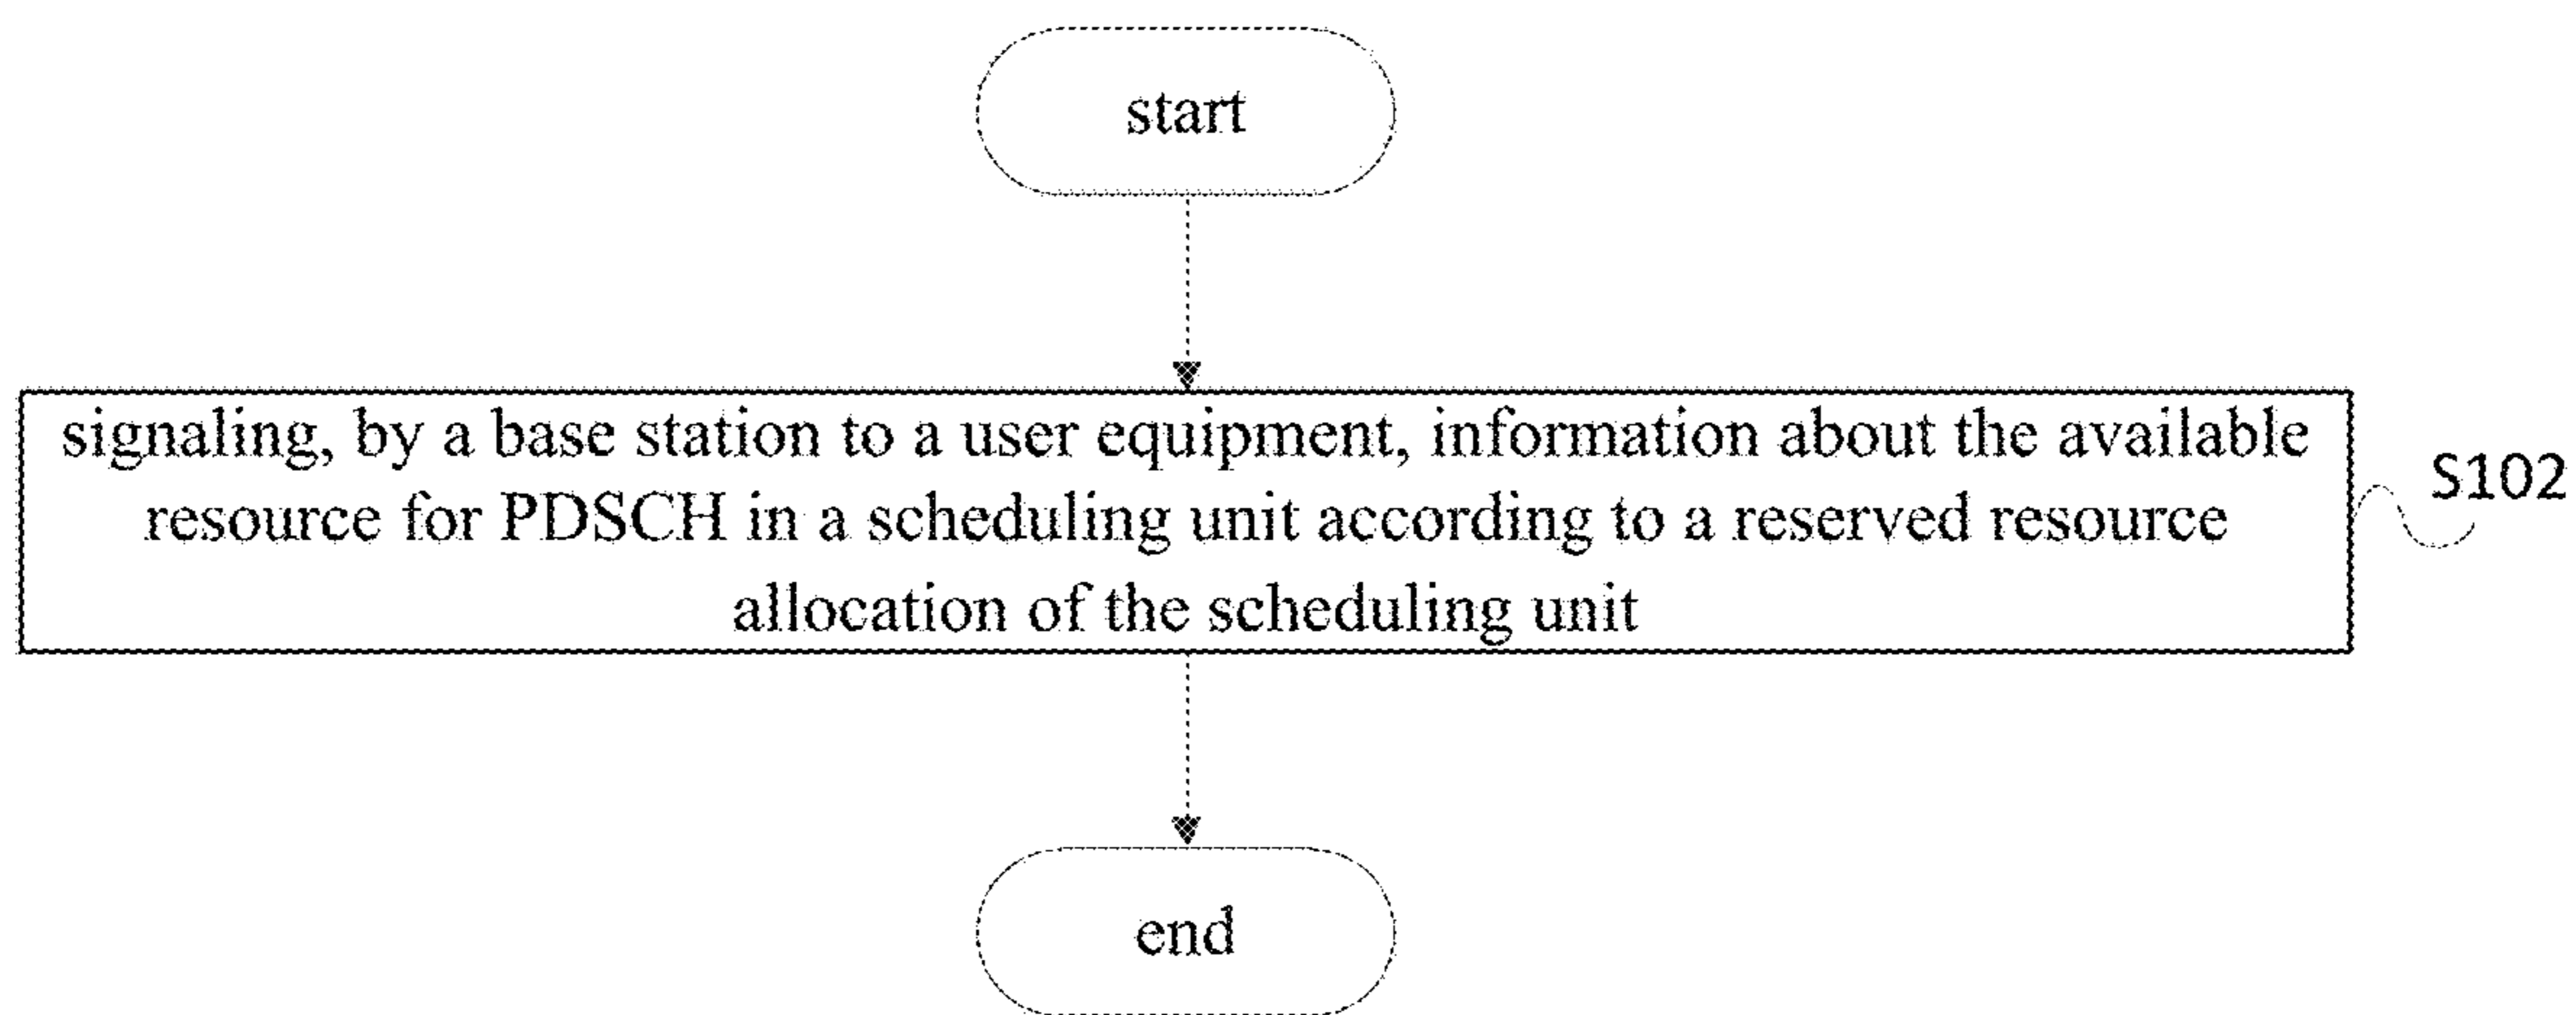 start
signaling, by a base station to a user equipment, information about the available
resource for PDSCH in a scheduling unit according to a reserved resource
allocation of the scheduling unit
S102
end